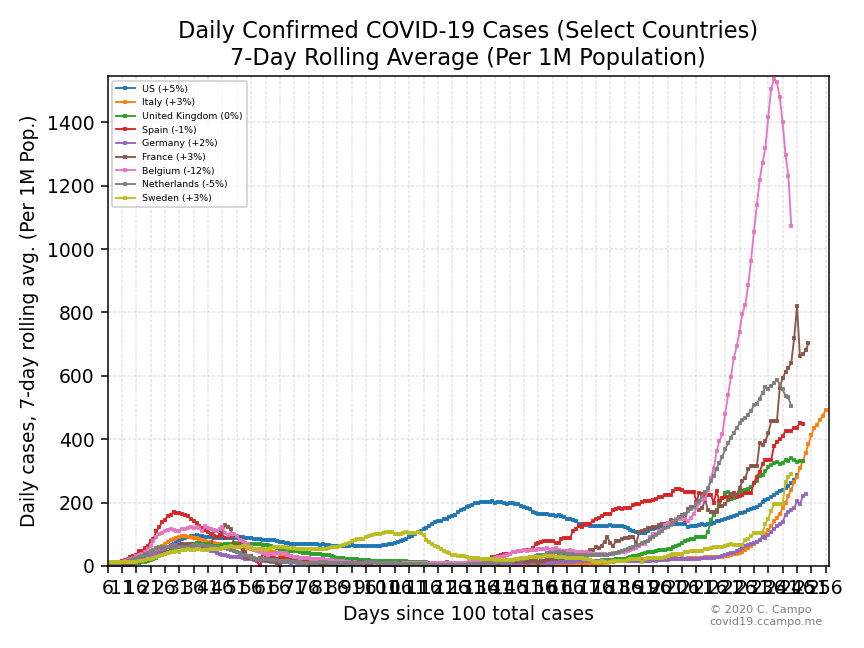 Daily Confirmed COVID-19 Cases (Select Countries)
7-Day Rolling Average (Per 1M Population)
US (+5%)
Italy (+3%)
United Kingdom (0%)
Spain (-1%)
Germany (+2%)
France (+3%)
Belgium (-12%)
Netherlands (-5%)
Sweden (+3%)
Daily cases, 7-day rolling avg. (Per 1M Pop.)
1400
1200
1000
800
600
400
200
0
Days since 100 total cases
© 2020 C. Campo
covid19.ccampo.me